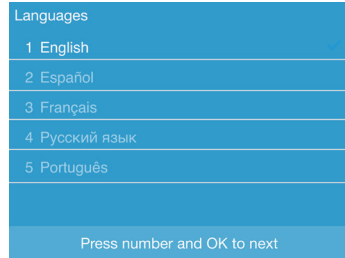 Languages
1 English
2 Español
3 Français
4 Русский язык
5 Português
Press number and OK to next